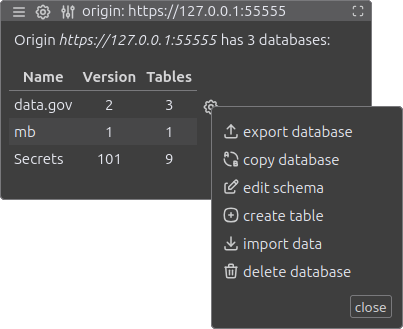 origin: https://127.0.0.1:55555
Origin https://127.0.0.1:55555 has 3 databases:
Name Version Tables
data.gov 2 3
mb 1 1
Secrets 101 9
export database
copy database
edit schema
create table
import data
delete database
close